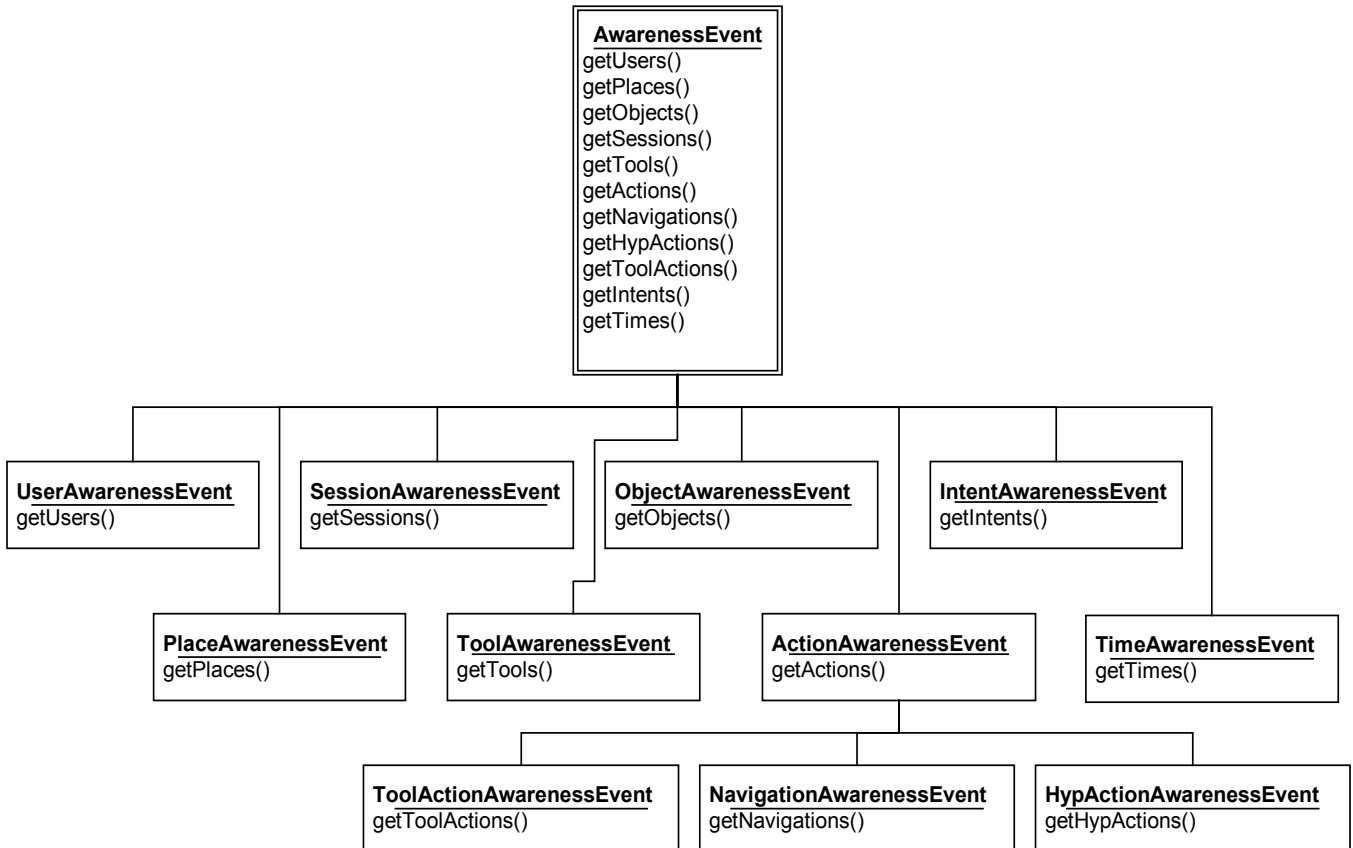 AwarenessEvent
getUsers()
getPlaces()
getObjects()
getSessions()
getTools()
getActions()
getNavigations()
getHypActions()
getToolActions()
getIntents()
getTimes()
UserAwarenessEvent
getUsers()
SessionAwarenessEvent
getSessions()
ObjectAwarenessEvent
getObjects()
IntentAwarenessEvent
getIntents()
PlaceAwarenessEvent
getPlaces()
ToolAwarenessEvent
getTools()
ActionAwarenessEvent
getActions()
TimeAwarenessEvent
getTimes()
ToolActionAwarenessEvent
getToolActions()
NavigationAwarenessEvent
getNavigations()
HypActionAwarenessEvent
getHypActions()